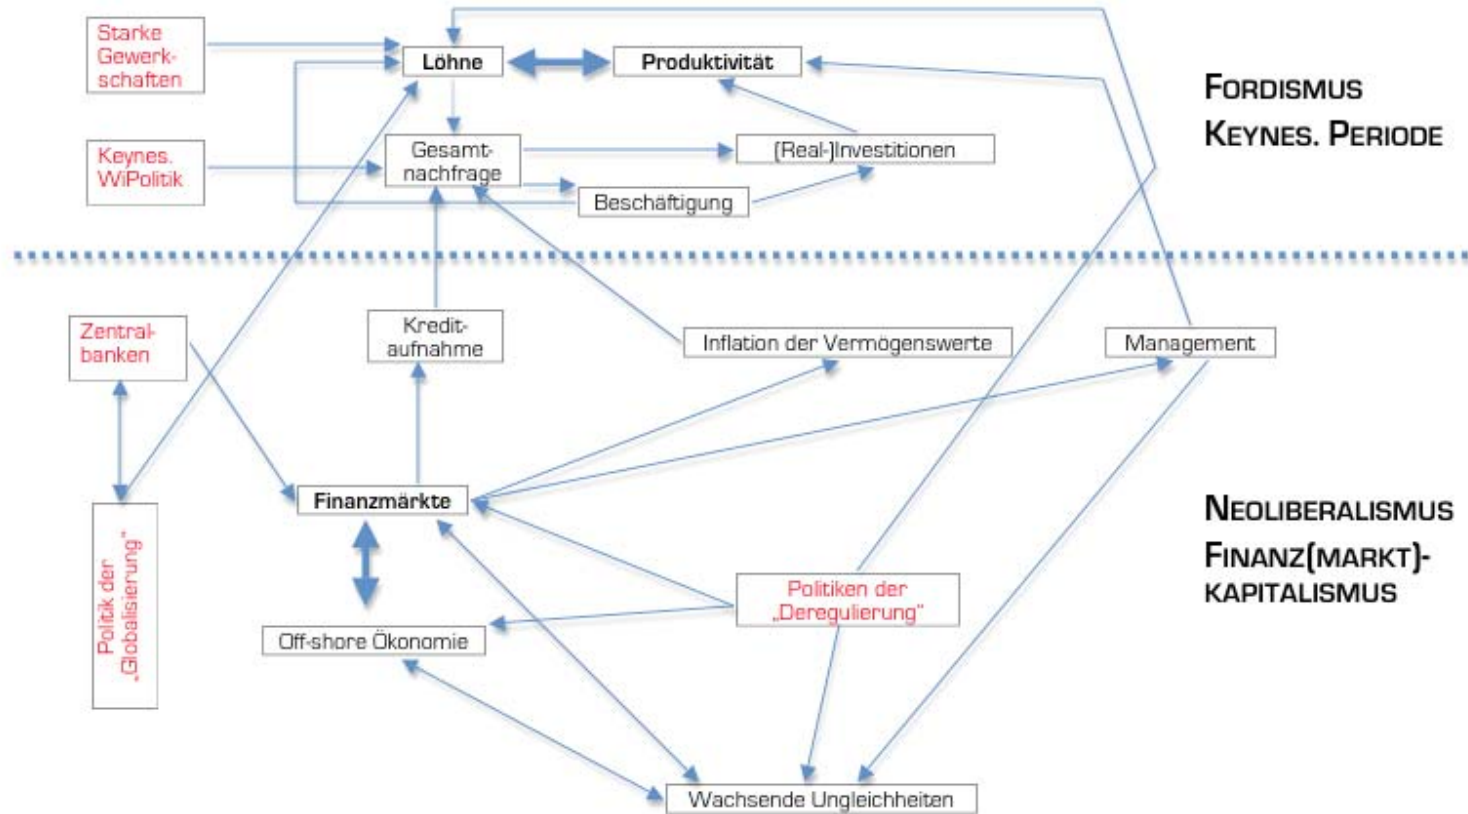 Starke
Gewerk-
schaften
Löhne
Produktivität
FORDISMUS
KEYNES. PERIODE
Keynes.
WiPolitik
Gesamt-
nachfrage
(Real-)Investitionen
Beschäftigung
Zentral-
banken
Kredit-
aufnahme
Inflation der Vermögenswerte
Management
Finanzmärkte
NEOLIBERALISMUS
FINANZ(MARKT)-
KAPITALISMUS
Politik der
„Globalisierung“
Politiken der
„Deregulierung“
Off-shore Ökonomie
Wachsende Ungleichheiten